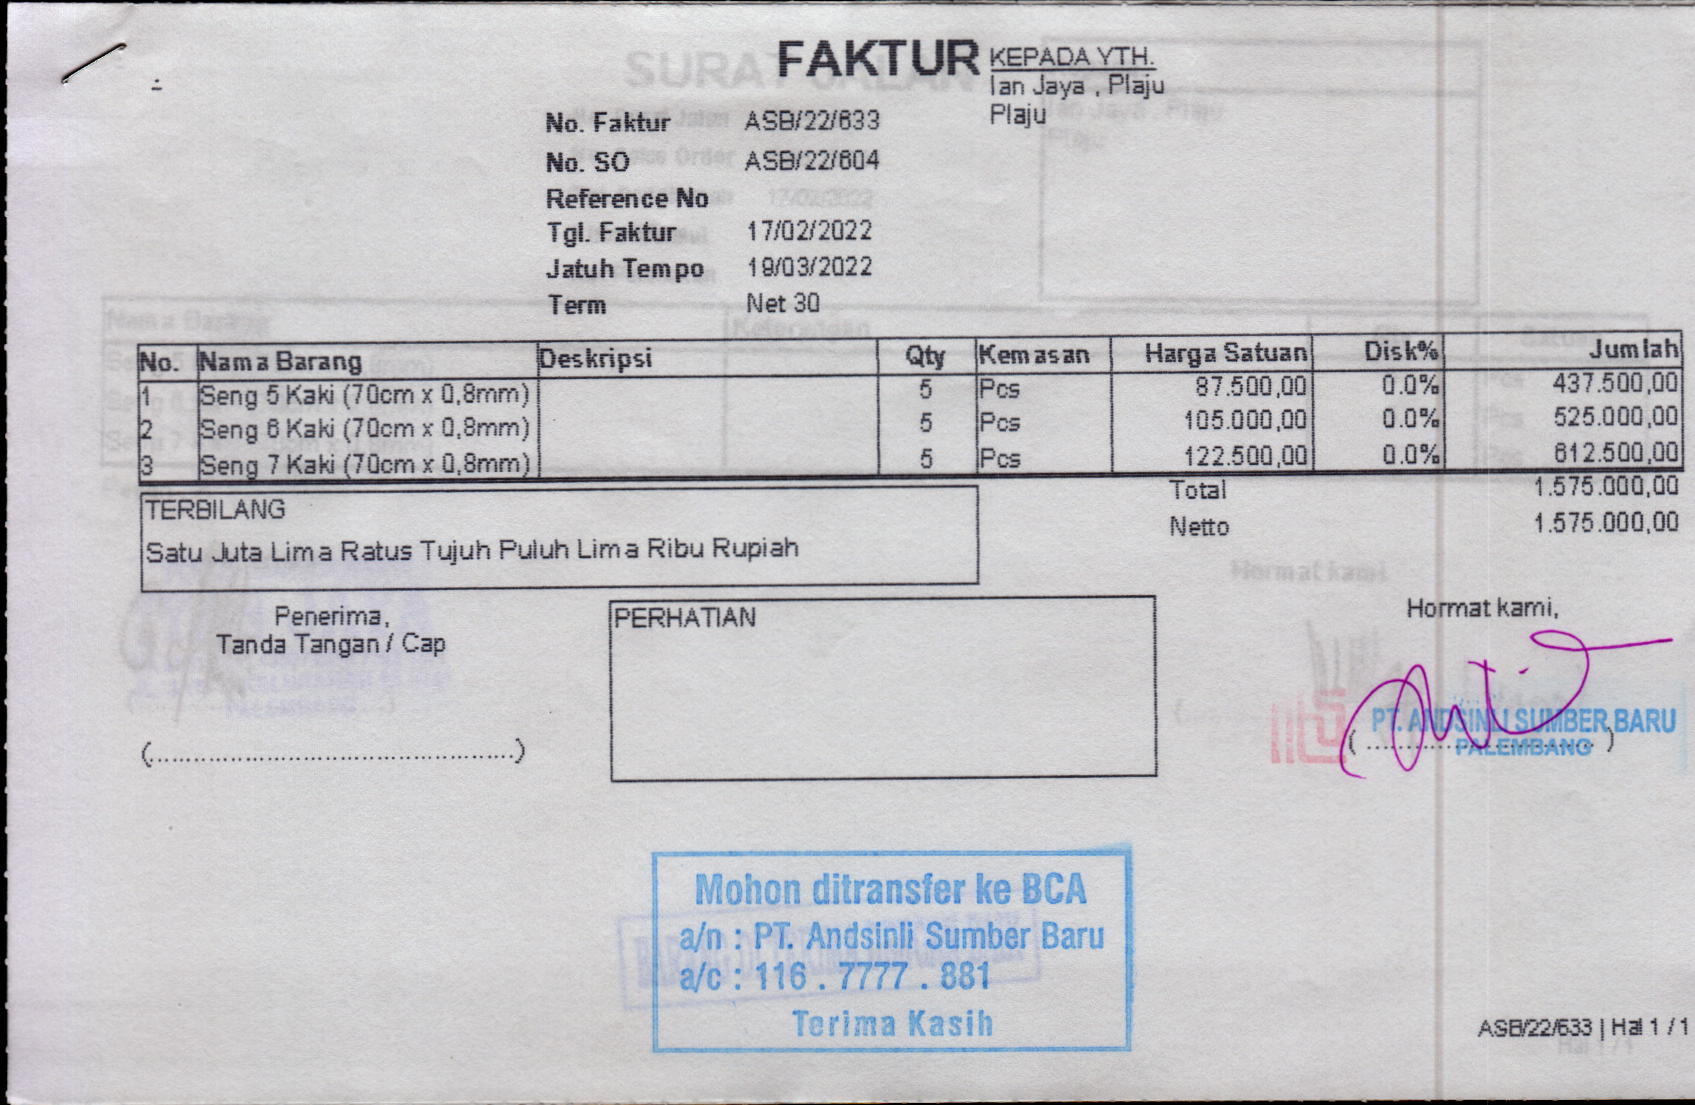 FAKTUR
KEPADA YTH.
Ian Jaya , Plaju
Plaju
No. Faktur ASB/22/633
No. SO ASB/22/604
Reference No
Tgl. Faktur 17/02/2022
Jatuh Tempo 19/03/2022
Term Net 30
No. Nama Barang Deskripsi Qty Kemasan Harga Satuan Disk% Jumlah
1 Seng 5 Kaki (70cm x 0,8mm) 5 Pcs 87.500,00 0.0% 437.500,00
2 Seng 6 Kaki (70cm x 0,8mm) 5 Pcs 105.000,00 0.0% 525.000,00
3 Seng 7 Kaki (70cm x 0,8mm) 5 Pcs 122.500,00 0.0% 612.500,00
Total 1.575.000,00
Netto 1.575.000,00
TERBILANG
Satu Juta Lima Ratus Tujuh Puluh Lima Ribu Rupiah
Penerima,
Tanda Tangan / Cap
PERHATIAN
Hormat kami,
PT. ANDSINLI SUMBER BARU
PALEMBANG
Mohon ditransfer ke BCA
a/n : PT. Andsinli Sumber Baru
a/c : 116 . 7777 . 881
Terima Kasih
ASB/22/633 | Hal 1 / 1